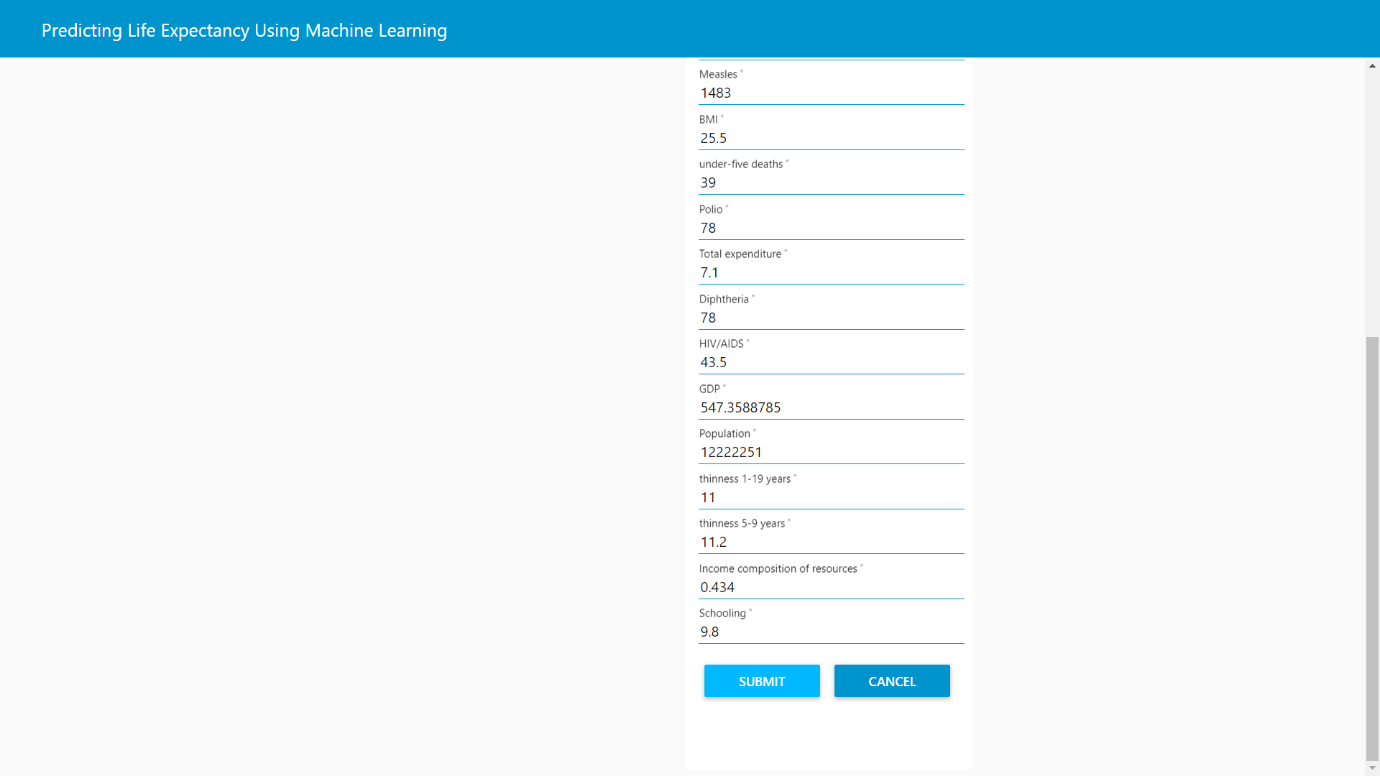 Predicting Life Expectancy Using Machine Learning
Measles *
1483
BMI *
25.5
under-five deaths *
39
Polio *
78
Total expenditure *
7.1
Diphtheria *
78
HIV/AIDS *
43.5
GDP *
547.3588785
Population *
12222251
thinness 1-19 years *
11
thinness 5-9 years *
11.2
Income composition of resources *
0.434
Schooling *
9.8
SUBMIT CANCEL